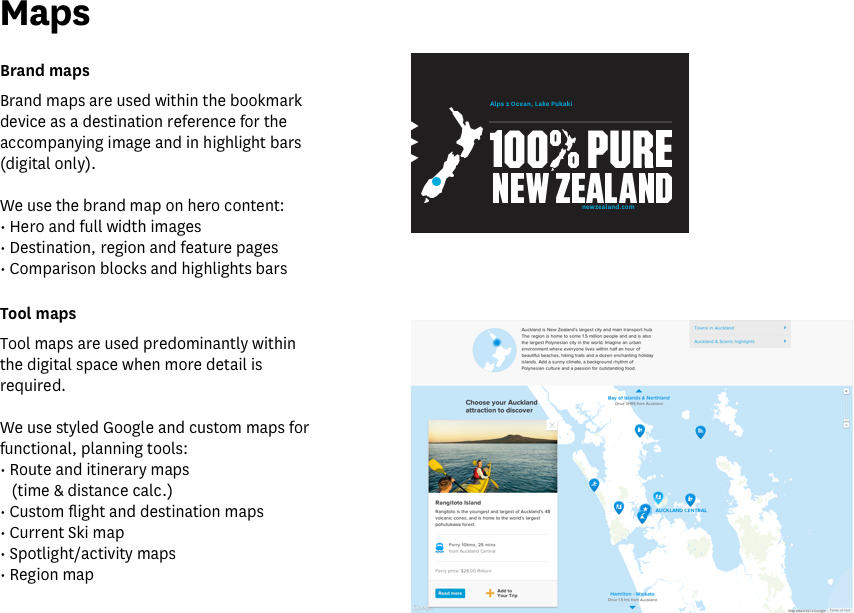 Maps
Brand maps
Brand maps are used within the bookmark
device as a destination reference for the
accompanying image and in highlight bars
(digital only).
We use the brand map on hero content:
• Hero and full width images
• Destination, region and feature pages
• Comparison blocks and highlights bars
Tool maps
Tool maps are used predominantly within
the digital space when more detail is
required.
We use styled Google and custom maps for
functional, planning tools:
• Route and itinerary maps
(time & distance calc.)
• Custom flight and destination maps
• Current Ski map
• Spotlight/activity maps
• Region map
Alps 2 Ocean, Lake Pukaki
100% PURE
NEW ZEALAND
newzealand.com
Auckland is New Zealand's largest city and main transport hub.
The region is home to some 1.5 million people and and is also
the largest Polynesian city in the world. Imagine an urban
environment where everyone lives within half an hour of
beautiful beaches, hiking trails and a dozen enchanting holiday
islands. Add a sunny climate, a background rhythm of
Polynesian culture and a passion for outstanding food.
Towns in Auckland
Auckland & Scenic highlights
Choose your Auckland
attraction to discover
Rangitoto Island
Rangitoto is the youngest and largest of Auckland's 48
volcanic cones, and is home to the world's largest
pohutukawa forest.
Ferry 10kms, 25 mins
from Auckland Central
Ferry price: $28.00 Return
Read more
Add to
Your Trip
Bay of Islands & Northland
AUCKLAND CENTRAL
Hamilton - Waikato
Drive 1.5 hrs from Auckland
Google
Terms of Use